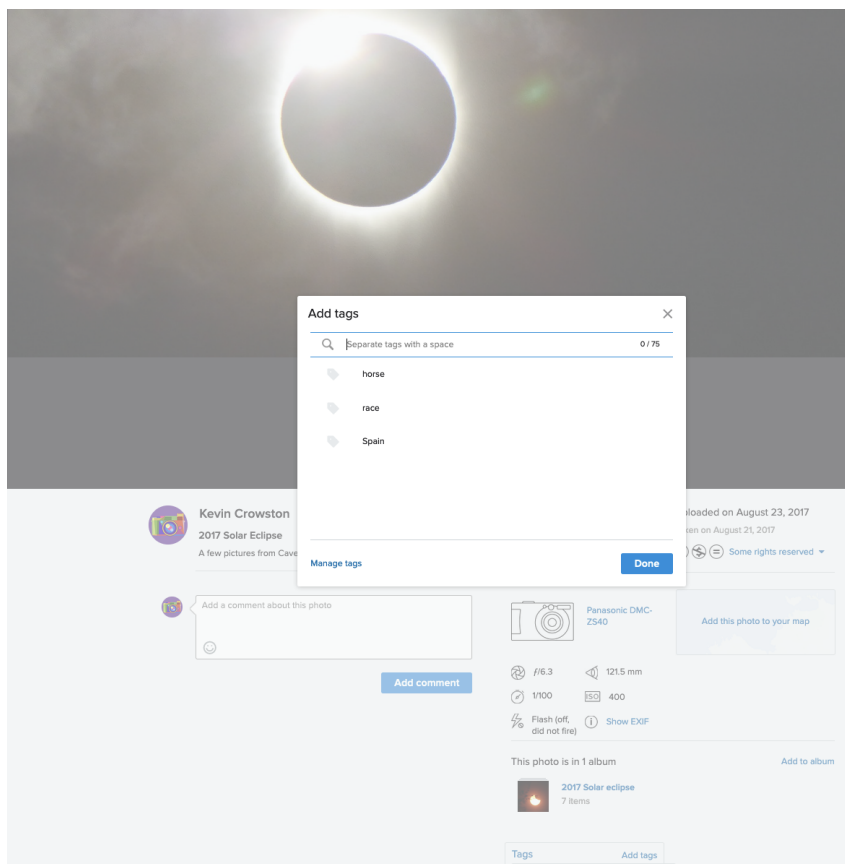 Add tags
Separate tags with a space 0 / 75
horse
race
Spain
Manage tags Done
Kevin Crowston
2017 Solar Eclipse
A few pictures from Cave
on August 23, 2017
on August 21, 2017
Some rights reserved
Add a comment about this photo
Add comment
Panasonic DMC-
ZS40
Add this photo to your map
ƒ/6.3 121.5 mm
1/100 ISO 400
Flash (off,
did not fire) Show EXIF
This photo is in 1 album Add to album
2017 Solar eclipse
7 items
Tags Add tags